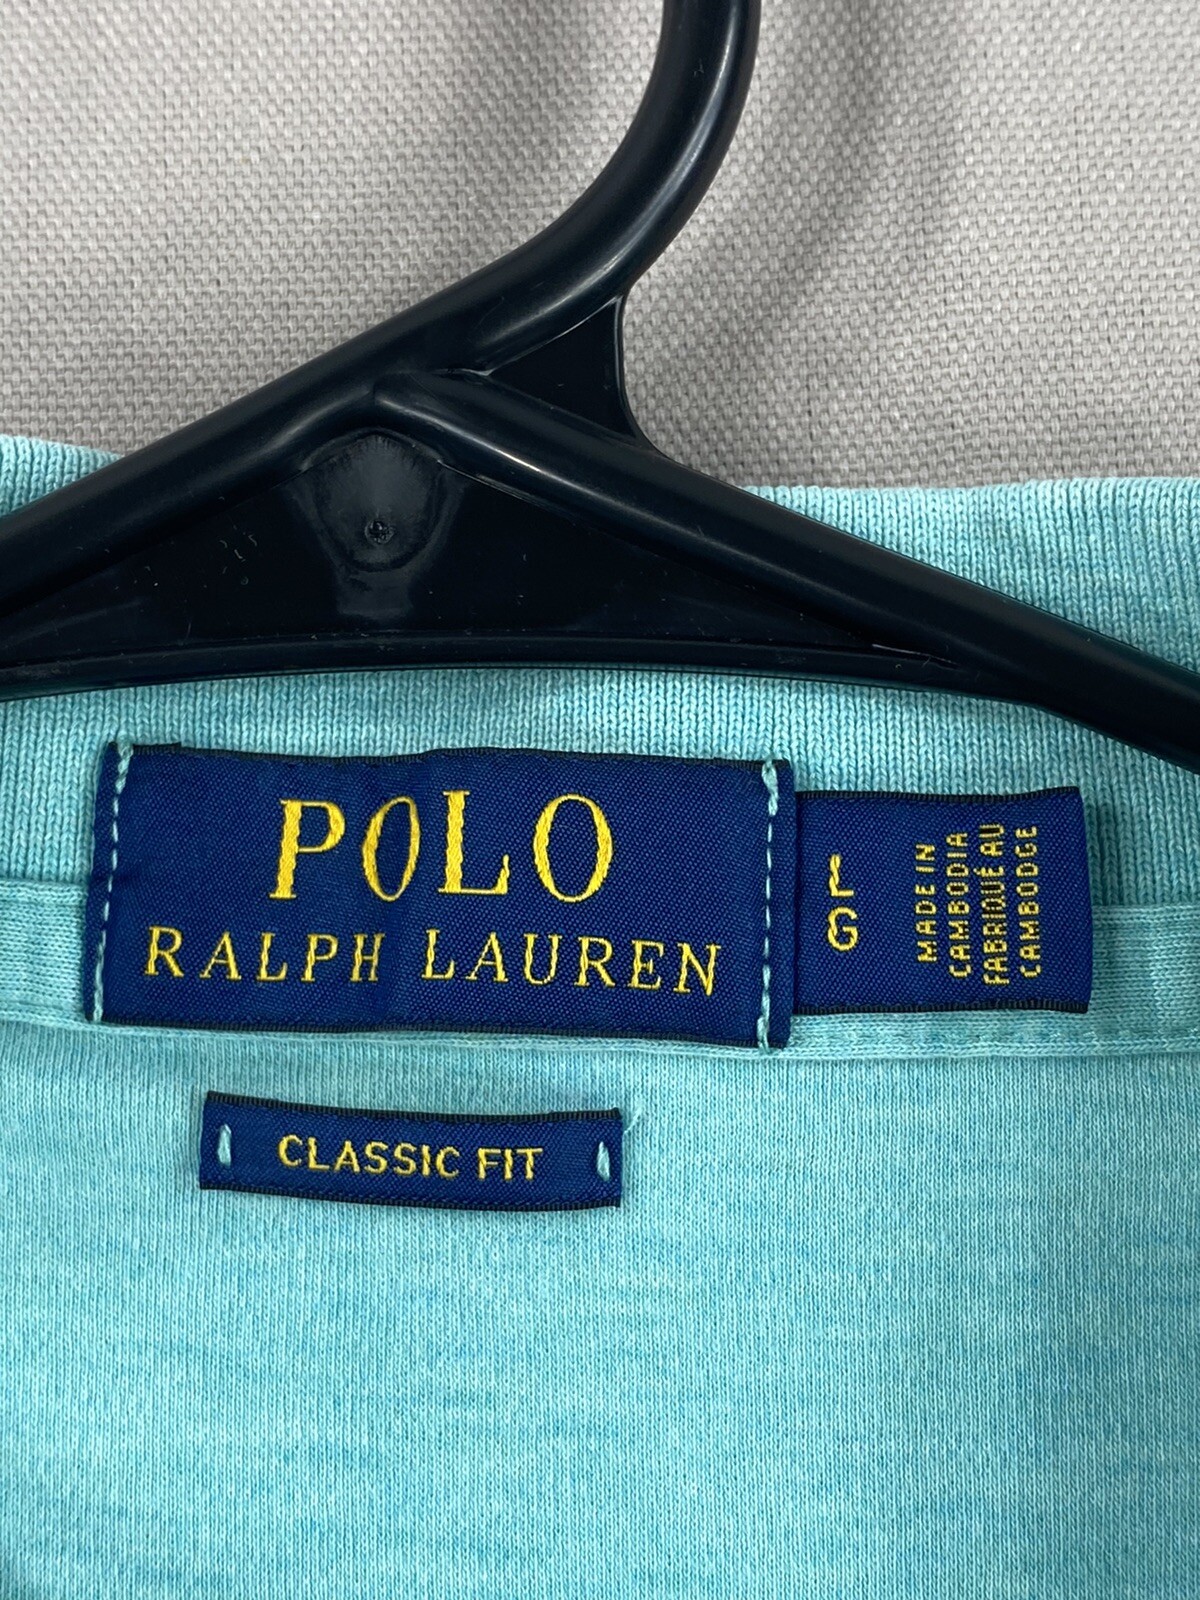 POLO
RALPH LAUREN
L
G
MADE IN
CAMBODIA
FABRIQUÉ AU
CAMBODGE
CLASSIC FIT